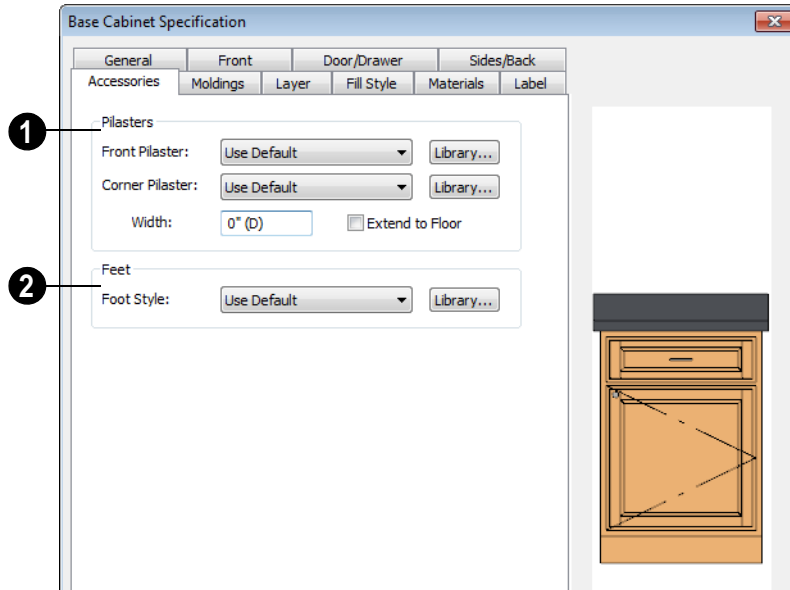 Base Cabinet Specification
General Front Door/Drawer Sides/Back
Accessories Moldings Layer Fill Style Materials Label
1
Pilasters
Front Pilaster: Use Default Library...
Corner Pilaster: Use Default Library...
Width: 0" (D) Extend to Floor
2
Feet
Foot Style: Use Default Library...